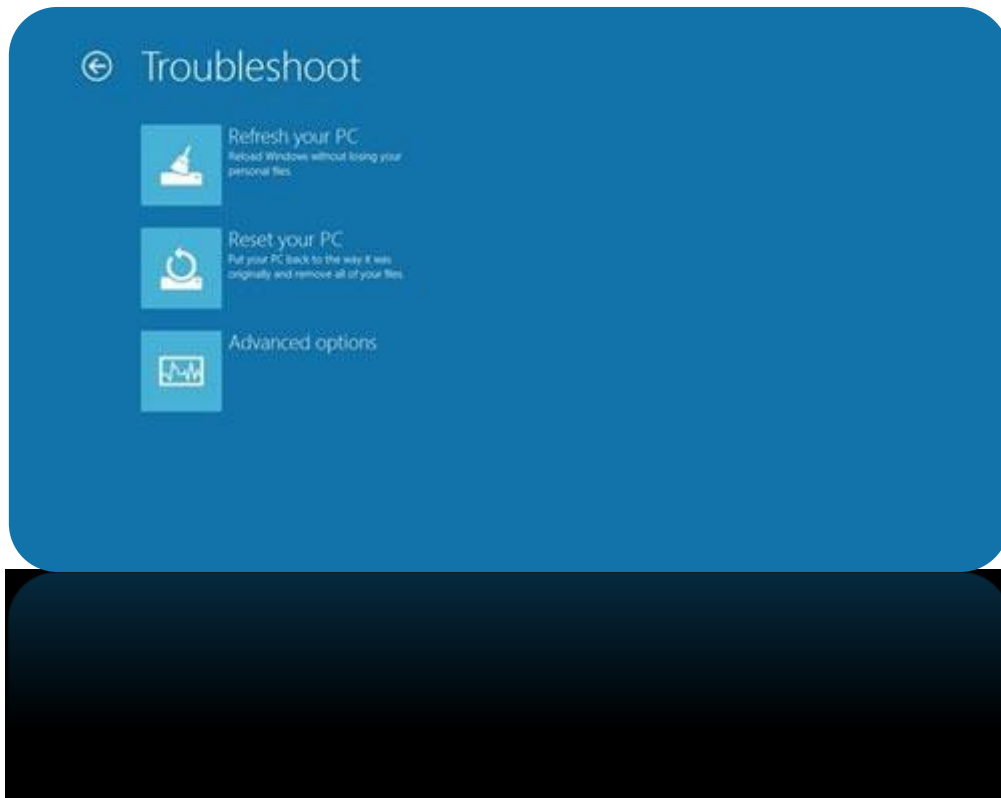 Troubleshoot
Refresh your PC
Reload Windows without losing your
personal files.
Reset your PC
Put your PC back to the way it was
originally and remove all of your files.
Advanced options